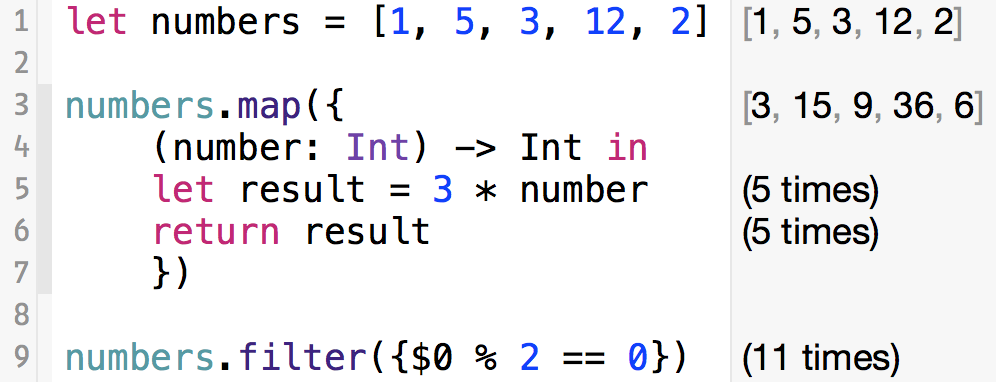 1 let numbers = [1, 5, 3, 12, 2] [1, 5, 3, 12, 2]
2
3 numbers.map({ [3, 15, 9, 36, 6]
4     (number: Int) -> Int in
5     let result = 3 * number (5 times)
6     return result (5 times)
7     })
8
9 numbers.filter({$0 % 2 == 0}) (11 times)